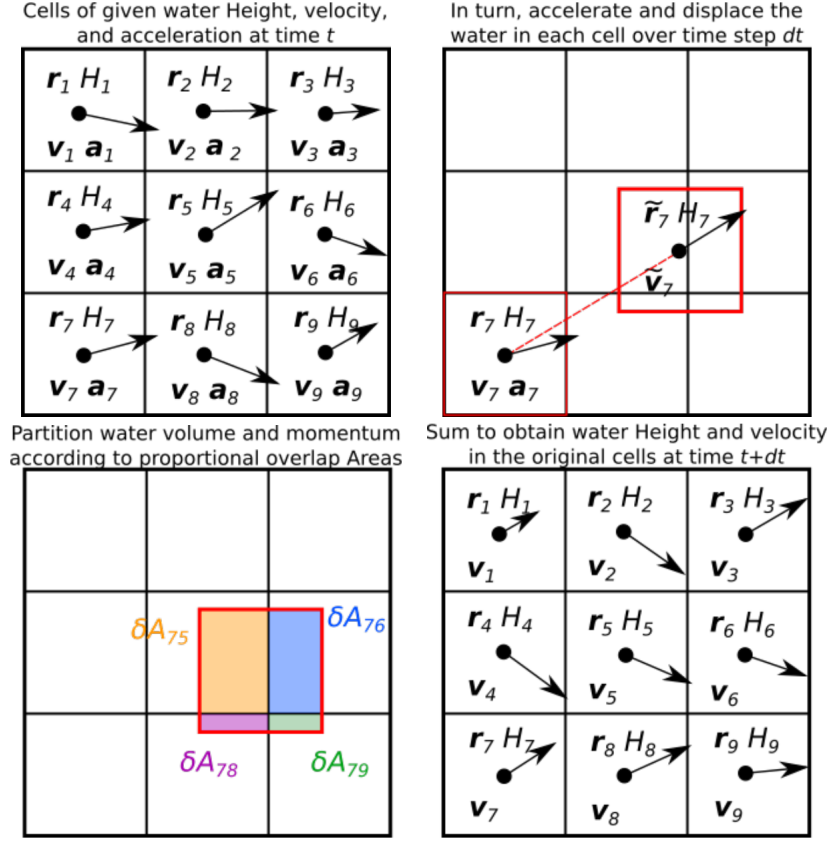 Cells of given water Height, velocity,
and acceleration at time t
r₁ H₁
v₁ a₁
r₂ H₂
v₂ a₂
r₃ H₃
v₃ a₃
r₄ H₄
v₄ a₄
r₅ H₅
v₅ a₅
r₆ H₆
v₆ a₆
r₇ H₇
v₇ a₇
r₈ H₈
v₈ a₈
r₉ H₉
v₉ a₉
In turn, accelerate and displace the
water in each cell over time step dt
r̃₇ H₇
ṽ₇
r₇ H₇
v₇ a₇
Partition water volume and momentum
according to proportional overlap Areas
δA₇₅
δA₇₆
δA₇₈
δA₇₉
Sum to obtain water Height and velocity
in the original cells at time t+dt
r₁ H₁
v₁
r₂ H₂
v₂
r₃ H₃
v₃
r₄ H₄
v₄
r₅ H₅
v₅
r₆ H₆
v₆
r₇ H₇
v₇
r₈ H₈
v₈
r₉ H₉
v₉